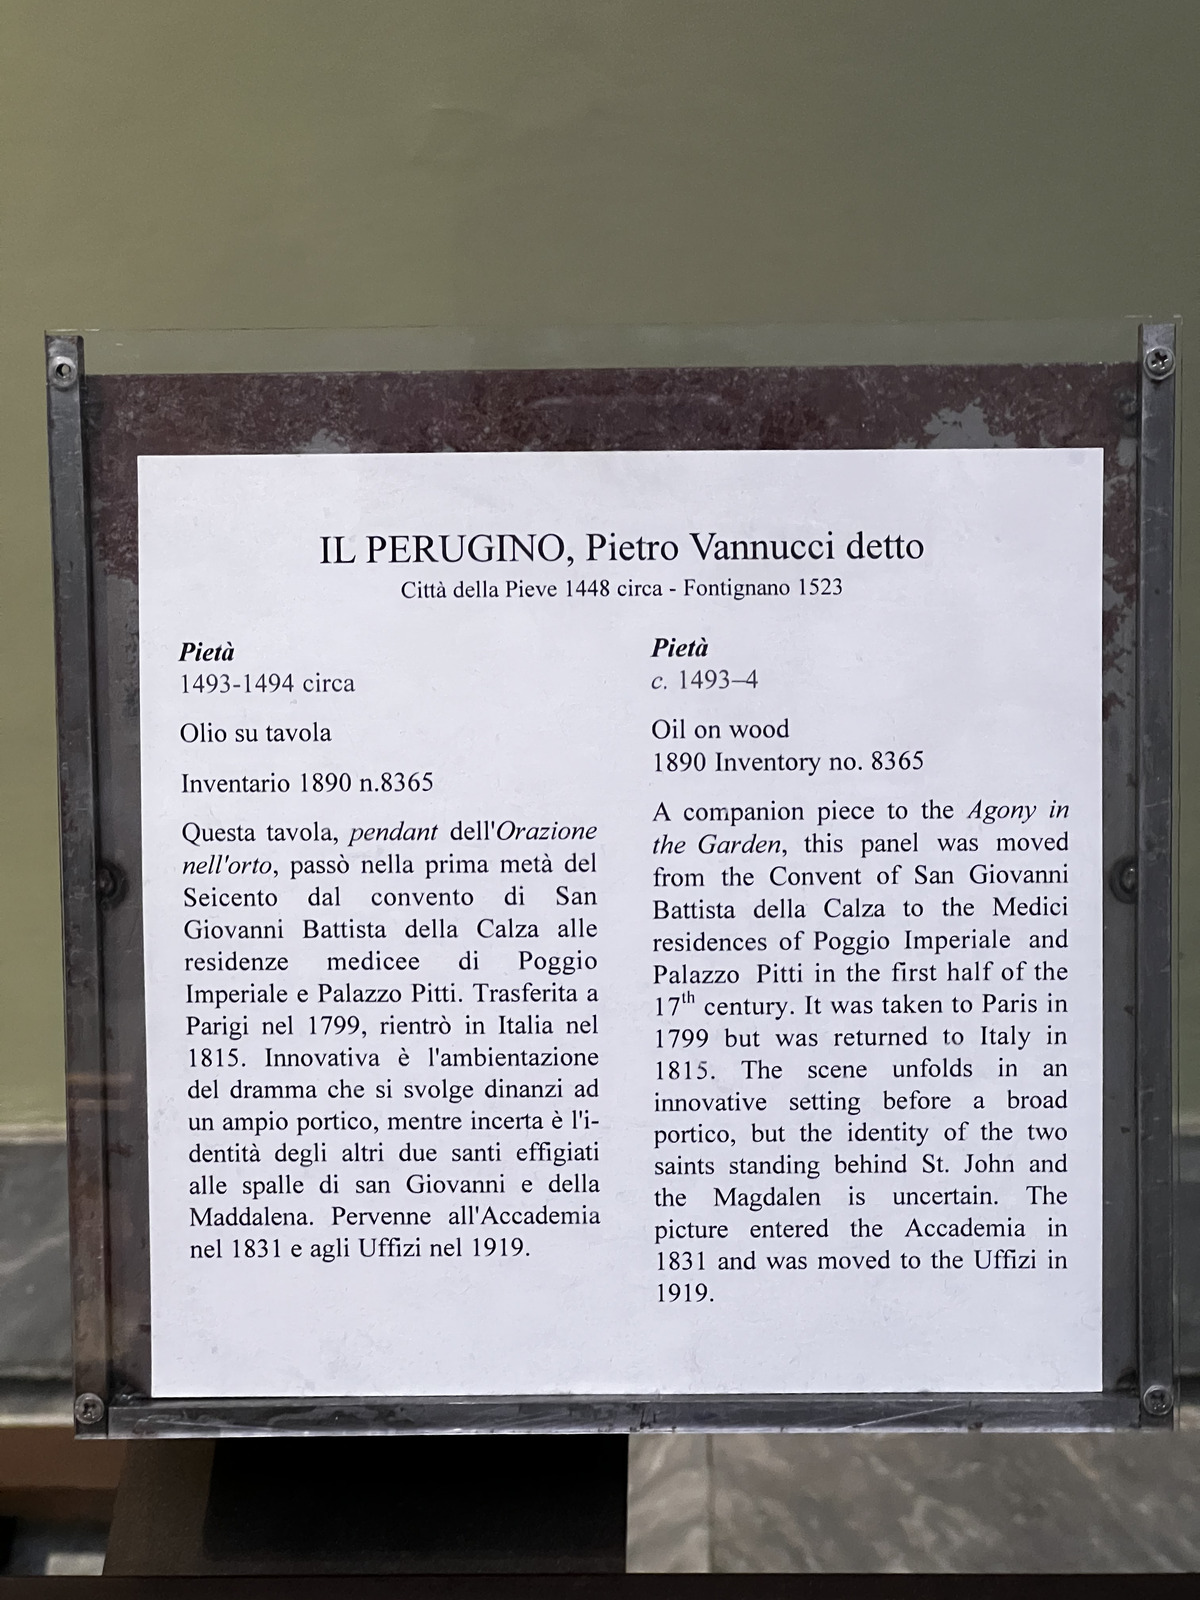 IL PERUGINO, Pietro Vannucci detto
Città della Pieve 1448 circa - Fontignano 1523
Pietà
1493-1494 circa
Olio su tavola
Inventario 1890 n.8365
Questa tavola, pendant dell'Orazione
nell'orto, passò nella prima metà del
Seicento dal convento di San
Giovanni Battista della Calza alle
residenze medicee di Poggio
Imperiale e Palazzo Pitti. Trasferita a
Parigi nel 1799, rientrò in Italia nel
1815. Innovativa è l'ambientazione
del dramma che si svolge dinanzi ad
un ampio portico, mentre incerta è l'i-
dentità degli altri due santi effigiati
alle spalle di san Giovanni e della
Maddalena. Pervenne all'Accademia
nel 1831 e agli Uffizi nel 1919.
Pietà
c. 1493–4
Oil on wood
1890 Inventory no. 8365
A companion piece to the Agony in
the Garden, this panel was moved
from the Convent of San Giovanni
Battista della Calza to the Medici
residences of Poggio Imperiale and
Palazzo Pitti in the first half of the
17th century. It was taken to Paris in
1799 but was returned to Italy in
1815. The scene unfolds in an
innovative setting before a broad
portico, but the identity of the two
saints standing behind St. John and
the Magdalen is uncertain. The
picture entered the Accademia in
1831 and was moved to the Uffizi in
1919.